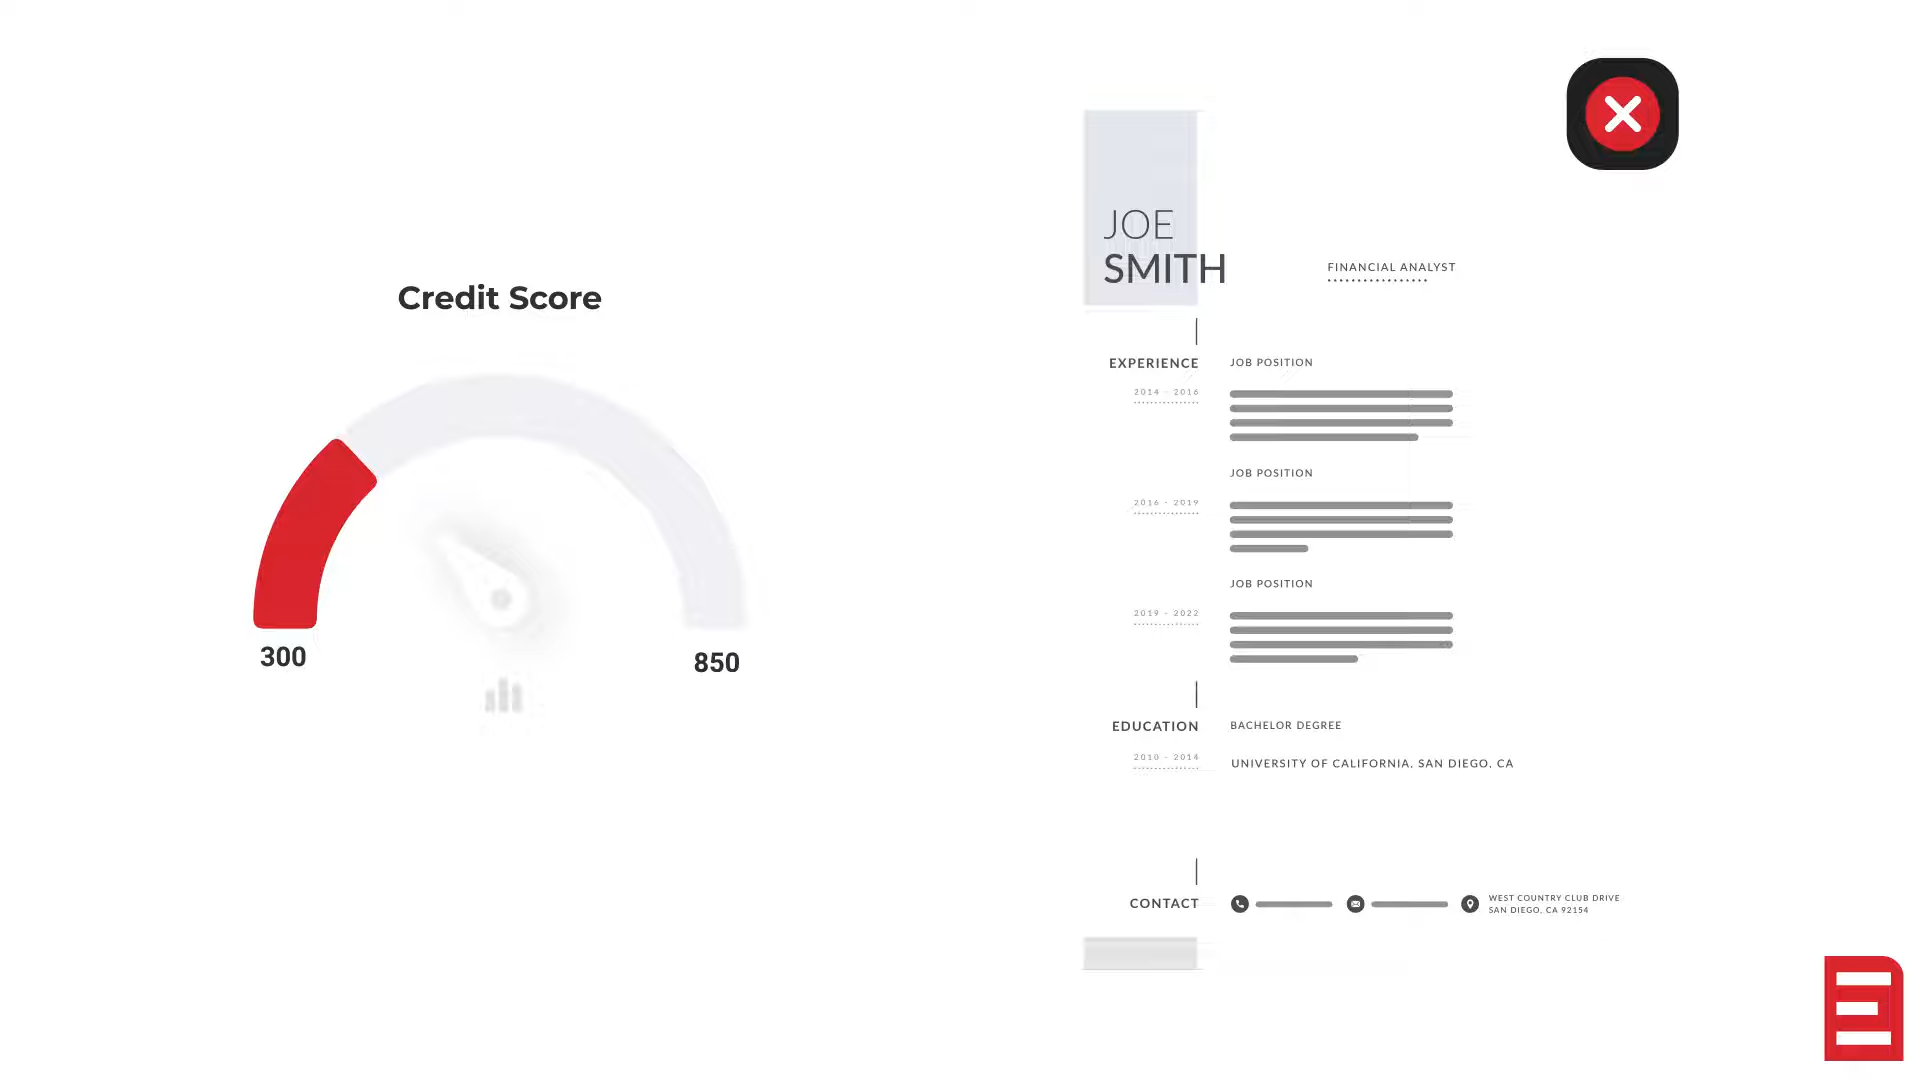 Credit Score
300
850
JOE
SMITH
FINANCIAL ANALYST
EXPERIENCE
JOB POSITION
2014 - 2016
JOB POSITION
2016 - 2019
JOB POSITION
2019 - 2022
EDUCATION
BACHELOR DEGREE
2010 - 2014
UNIVERSITY OF CALIFORNIA. SAN DIEGO. CA
CONTACT
WEST COUNTRY CLUB DRIVE
SAN DIEGO, CA 92154